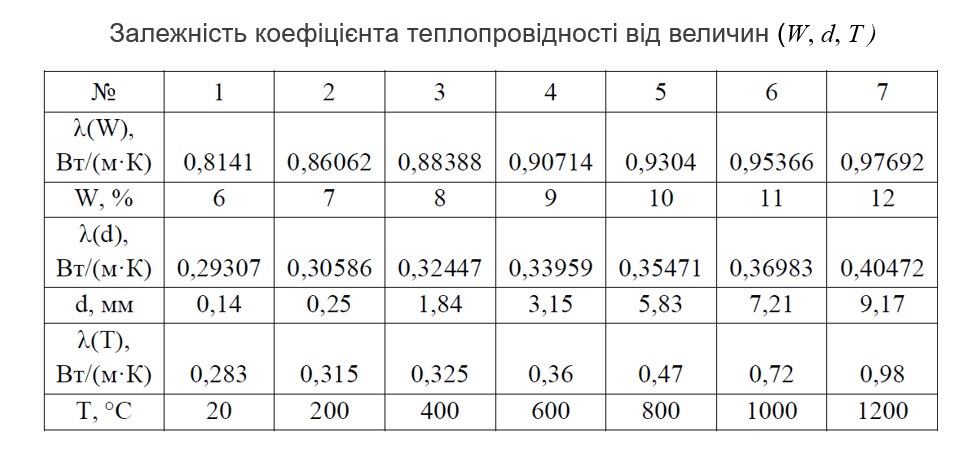 Залежність коефіцієнта теплопровідності від величин (W, d, T )
№ 1 2 3 4 5 6 7
λ(W),
Вт/(м·К) 0,8141 0,86062 0,88388 0,90714 0,9304 0,95366 0,97692
W, % 6 7 8 9 10 11 12
λ(d),
Вт/(м·К) 0,29307 0,30586 0,32447 0,33959 0,35471 0,36983 0,40472
d, мм 0,14 0,25 1,84 3,15 5,83 7,21 9,17
λ(T),
Вт/(м·К) 0,283 0,315 0,325 0,36 0,47 0,72 0,98
T, °C 20 200 400 600 800 1000 1200